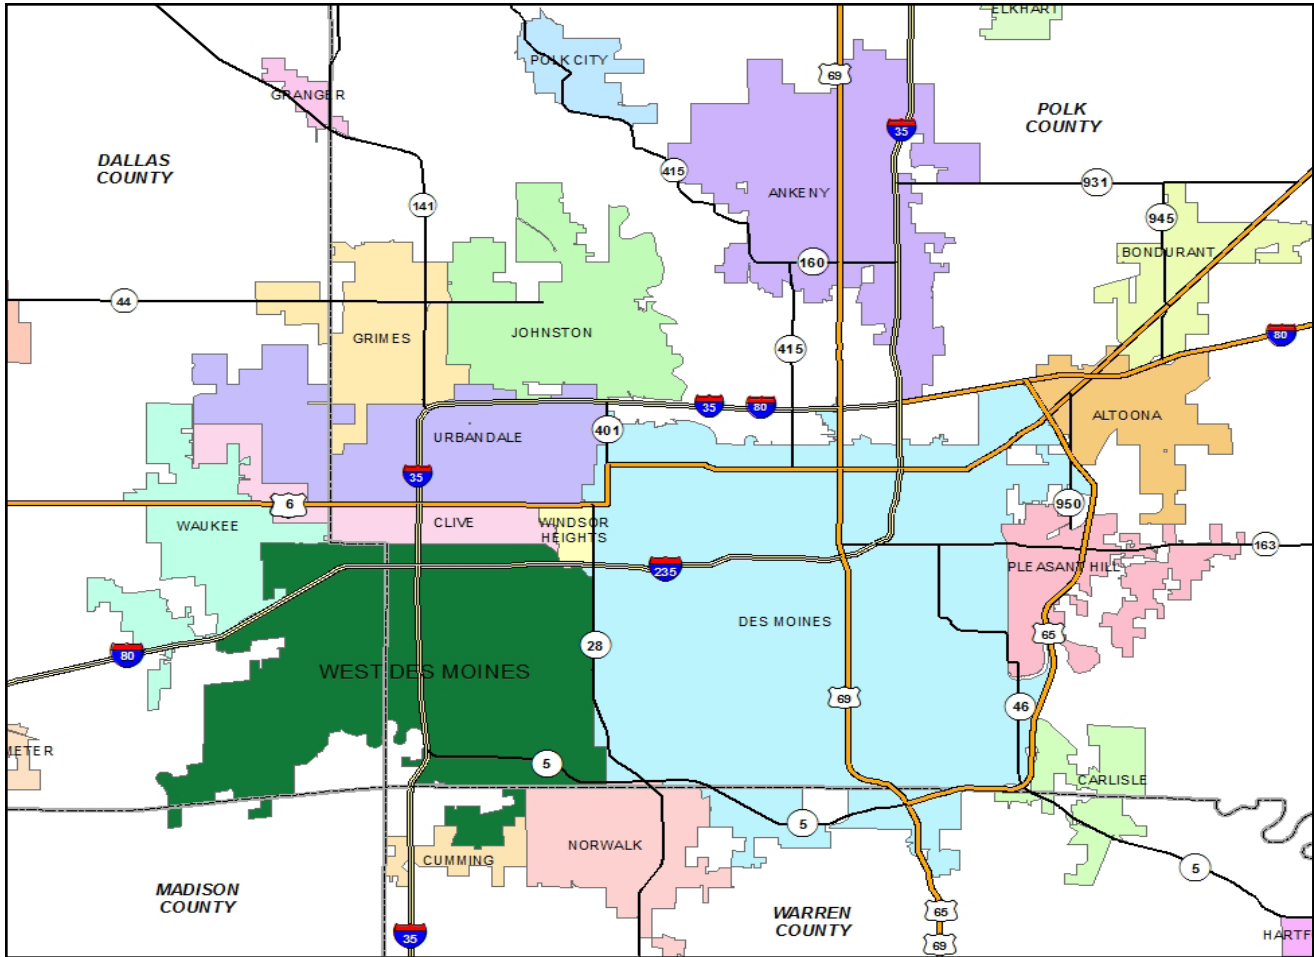 ELKHART
POLK CITY
69
GRANGER
POLK
COUNTY
35
DALLAS
COUNTY
415
931
ANKENY
141
945
BONDURANT
160
44
JOHNSTON
GRIMES
415
80
35
80
ALTOONA
401
URBANDALE
35
6
950
WAUKEE
CLIVE
WINDSOR
HEIGHTS
163
235
PLEASANT HILL
DES MOINES
65
28
80
WEST DES MOINES
69
46
METER
5
CARLISLE
5
NORWALK
CUMMING
5
MADISON
COUNTY
WARREN
COUNTY
65
35
HARTF
69